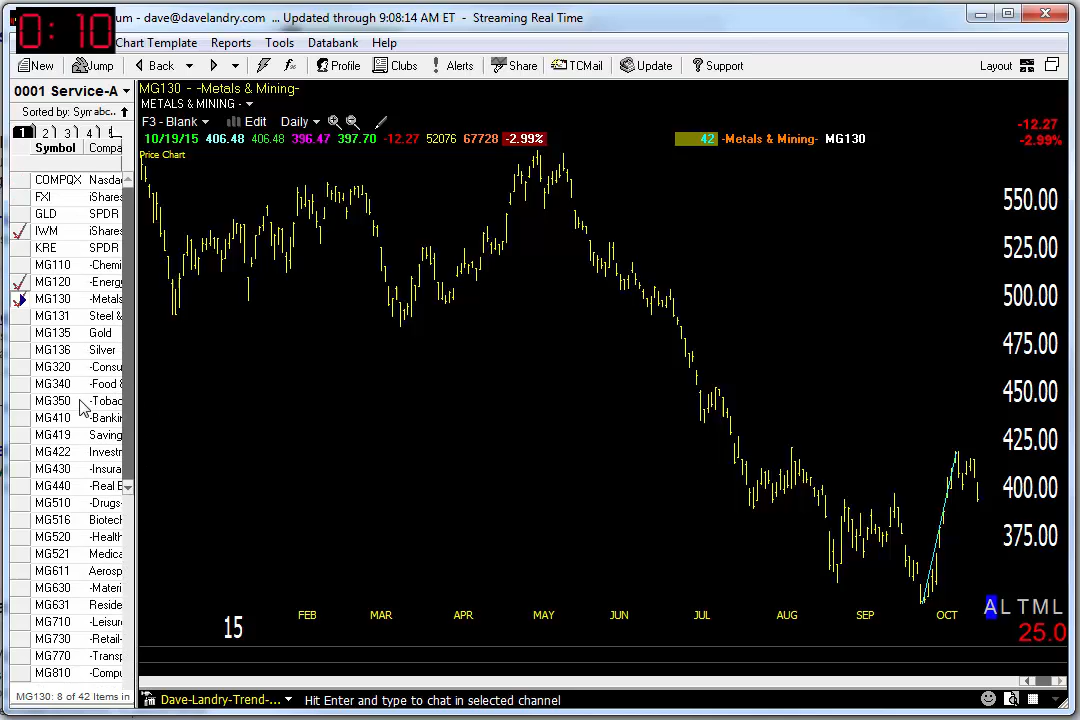 um - dave@davelandry.com ... Updated through 9:08:14 AM ET - Streaming Real Time
0:10
Chart Template Reports Tools Databank Help
New Jump Back Profile Clubs Alerts Share TCMail Update Support Layout
0001 Service-A
Sorted by: Sym abc..
1 2 3 4
Symbol Compa
COMPQX Nasda
FXI iShares
GLD SPDR
IWM iShares
KRE SPDR
MG110 -Chemi
MG120 -Energ
MG130 -Metals
MG131 Steel &
MG135 Gold
MG136 Silver
MG320 -Consu
MG340 -Food &
MG350 -Tobac
MG410 -Bankin
MG419 Saving
MG422 Investr
MG430 -Insura
MG440 -Real E
MG510 -Drugs-
MG516 Biotech
MG520 -Health
MG521 Medica
MG611 Aerosp
MG630 -Materi
MG631 Reside
MG710 -Leisur
MG730 -Retail-
MG770 -Transp
MG810 -Compu
MG130: 8 of 42 Items in
MG130 - -Metals & Mining-
METALS & MINING -
F3 - Blank Edit Daily
10/19/15 406.48 406.48 396.47 397.70 -12.27 52076 67728 -2.99% 42 -Metals & Mining- MG130
-12.27
-2.99%
Price Chart
550.00
525.00
500.00
475.00
450.00
425.00
400.00
375.00
A L T M L
25.0
15 FEB MAR APR MAY JUN JUL AUG SEP OCT
Dave-Landry-Trend-... Hit Enter and type to chat in selected channel